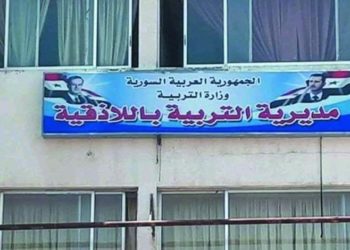 الجمهورية العربية السورية
وزارة التربية
مديرية التربية باللاذقية